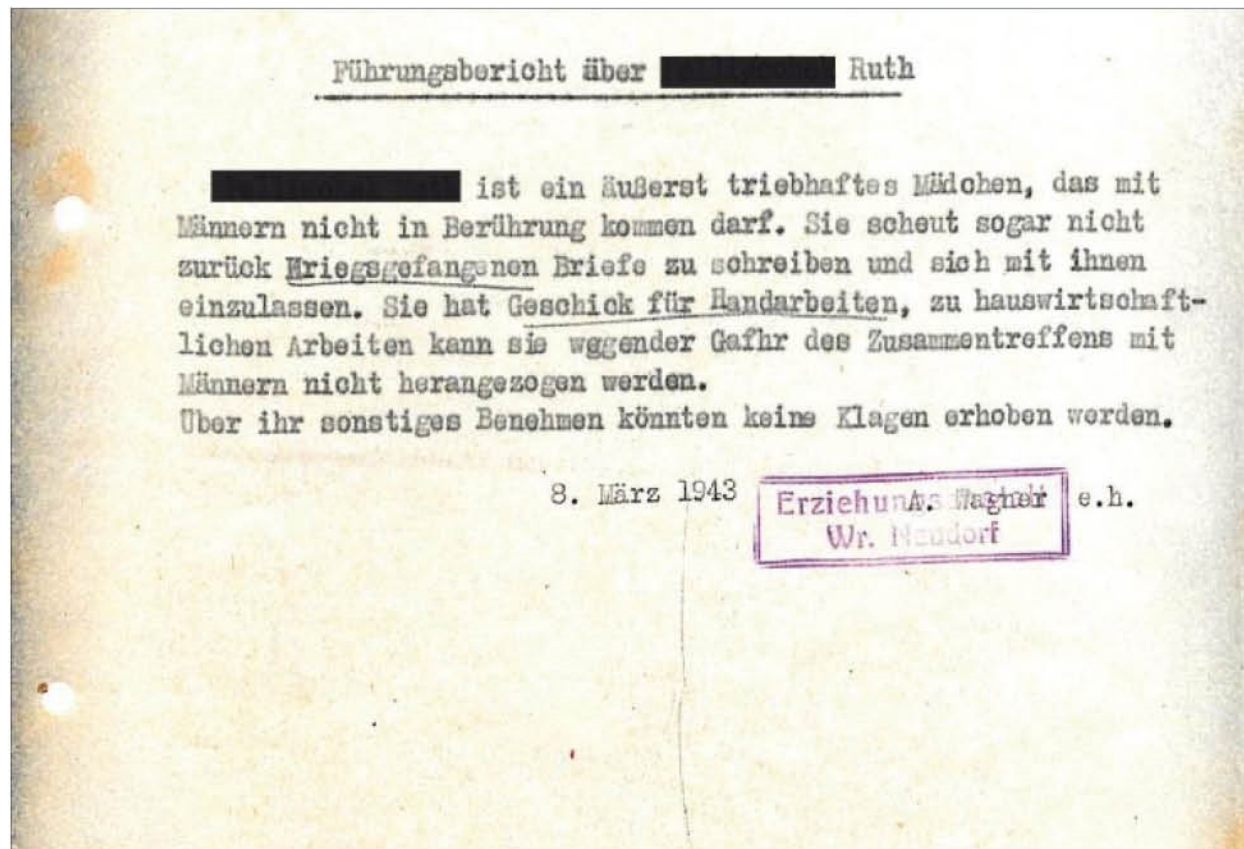 Führungsbericht über Ruth
ist ein äußerst triebhaftes Mädchen, das mit
Männern nicht in Berührung kommen darf. Sie scheut sogar nicht
zurück Kriegsgefangenen Briefe zu schreiben und sich mit ihnen
einzulassen. Sie hat Geschick für Handarbeiten, zu hauswirtschaft-
lichen Arbeiten kann sie wggender Gafhr des Zusammentreffens mit
Männern nicht herangezogen werden.
Über ihr sonstiges Benehmen könnten keine Klagen erhoben werden.
8. März 1943 A. Wagner e.h.
Wr. Neudorf